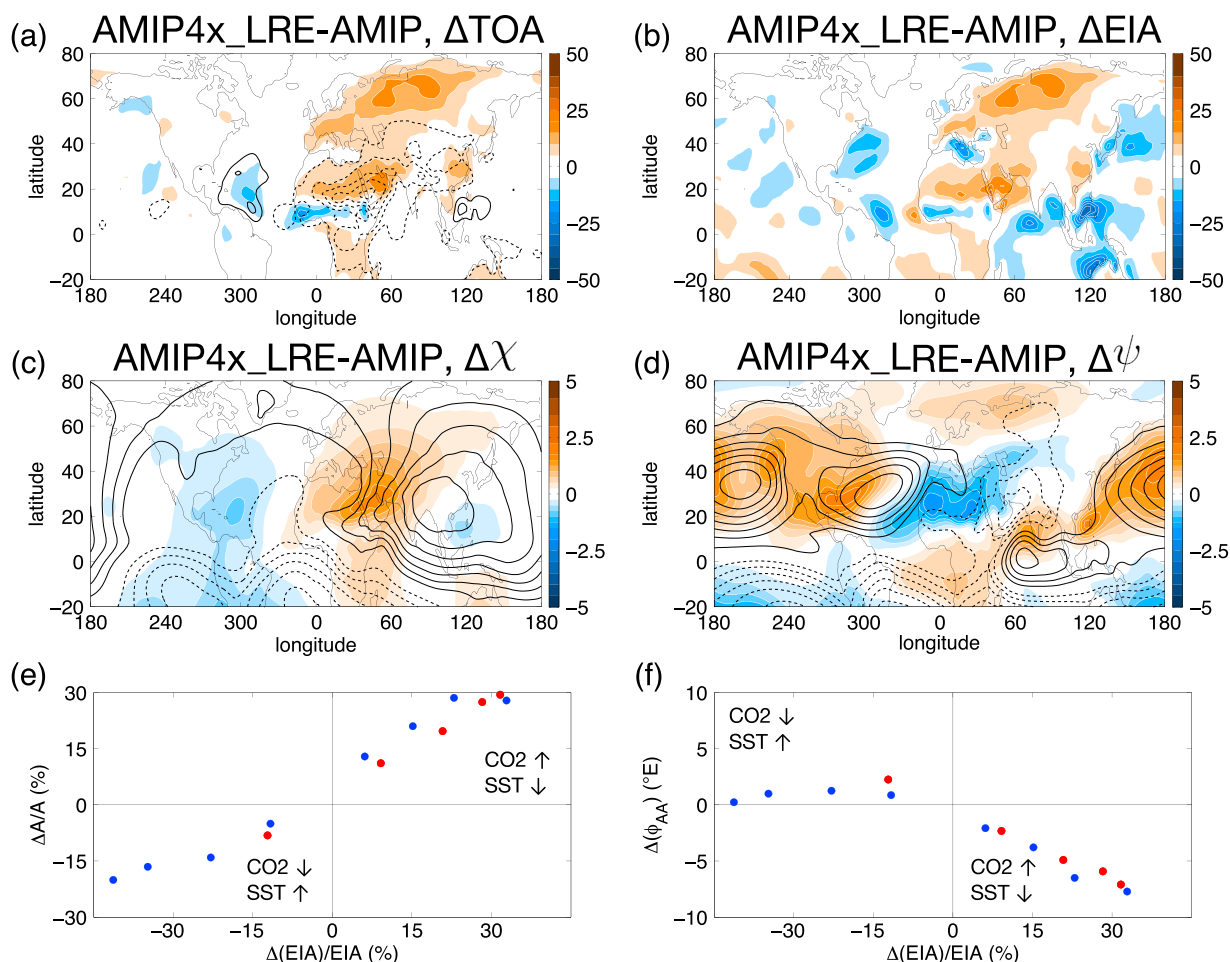 (a) AMIP4x_LRE-AMIP, ΔTOA
80
60
40
20
0
−20
latitude
180 240 300 0 60 120 180
longitude
50
25
0
−25
−50
(b) AMIP4x_LRE-AMIP, ΔEIA
80
60
40
20
0
−20
latitude
180 240 300 0 60 120 180
longitude
50
25
0
−25
−50
(c) AMIP4x_LRE-AMIP, Δχ
80
60
40
20
0
−20
latitude
180 240 300 0 60 120 180
longitude
5
2.5
0
−2.5
−5
(d) AMIP4x_LRE-AMIP, Δψ
80
60
40
20
0
−20
latitude
180 240 300 0 60 120 180
longitude
5
2.5
0
−2.5
−5
(e)
30
15
0
−15
−30
ΔA/A (%)
CO2 ↑
SST ↓
CO2 ↓
SST ↑
−30 −15 0 15 30
Δ(EIA)/EIA (%)
(f)
10
5
0
−5
−10
Δ(ϕAA) (°E)
CO2 ↓
SST ↑
CO2 ↑
SST ↓
−30 −15 0 15 30
Δ(EIA)/EIA (%)